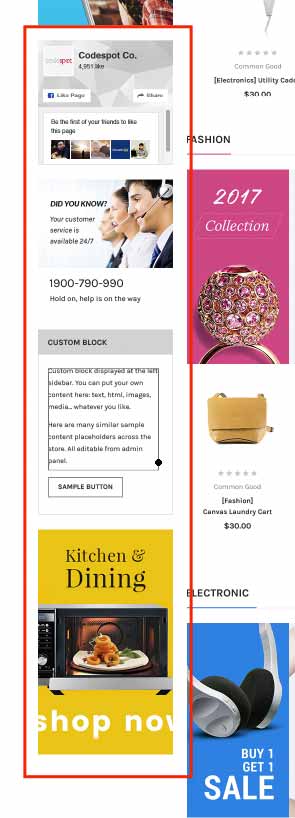 codespot
Codespot Co.
4,951 like
Like Page
Share
Be the first of your friends to like
this page
DID YOU KNOW?
Your customer
service is
available 24/7
1900-790-990
Hold on, help is on the way
CUSTOM BLOCK
Custom block displayed at the left
sidebar. You can put your own
content here: text, html, images,
media... whatever you like.
Here are many similar sample
content placeholders across the
store. All editable from admin
panel.
SAMPLE BUTTON
Kitchen &
Dining
shop now
Common Good
[Electronics] Utility Cade
$30.00
FASHION
2017
Collection
Common Good
[Fashion]
Canvas Laundry Cart
$30.00
ELECTRONIC
BUY 1
GET 1
SALE